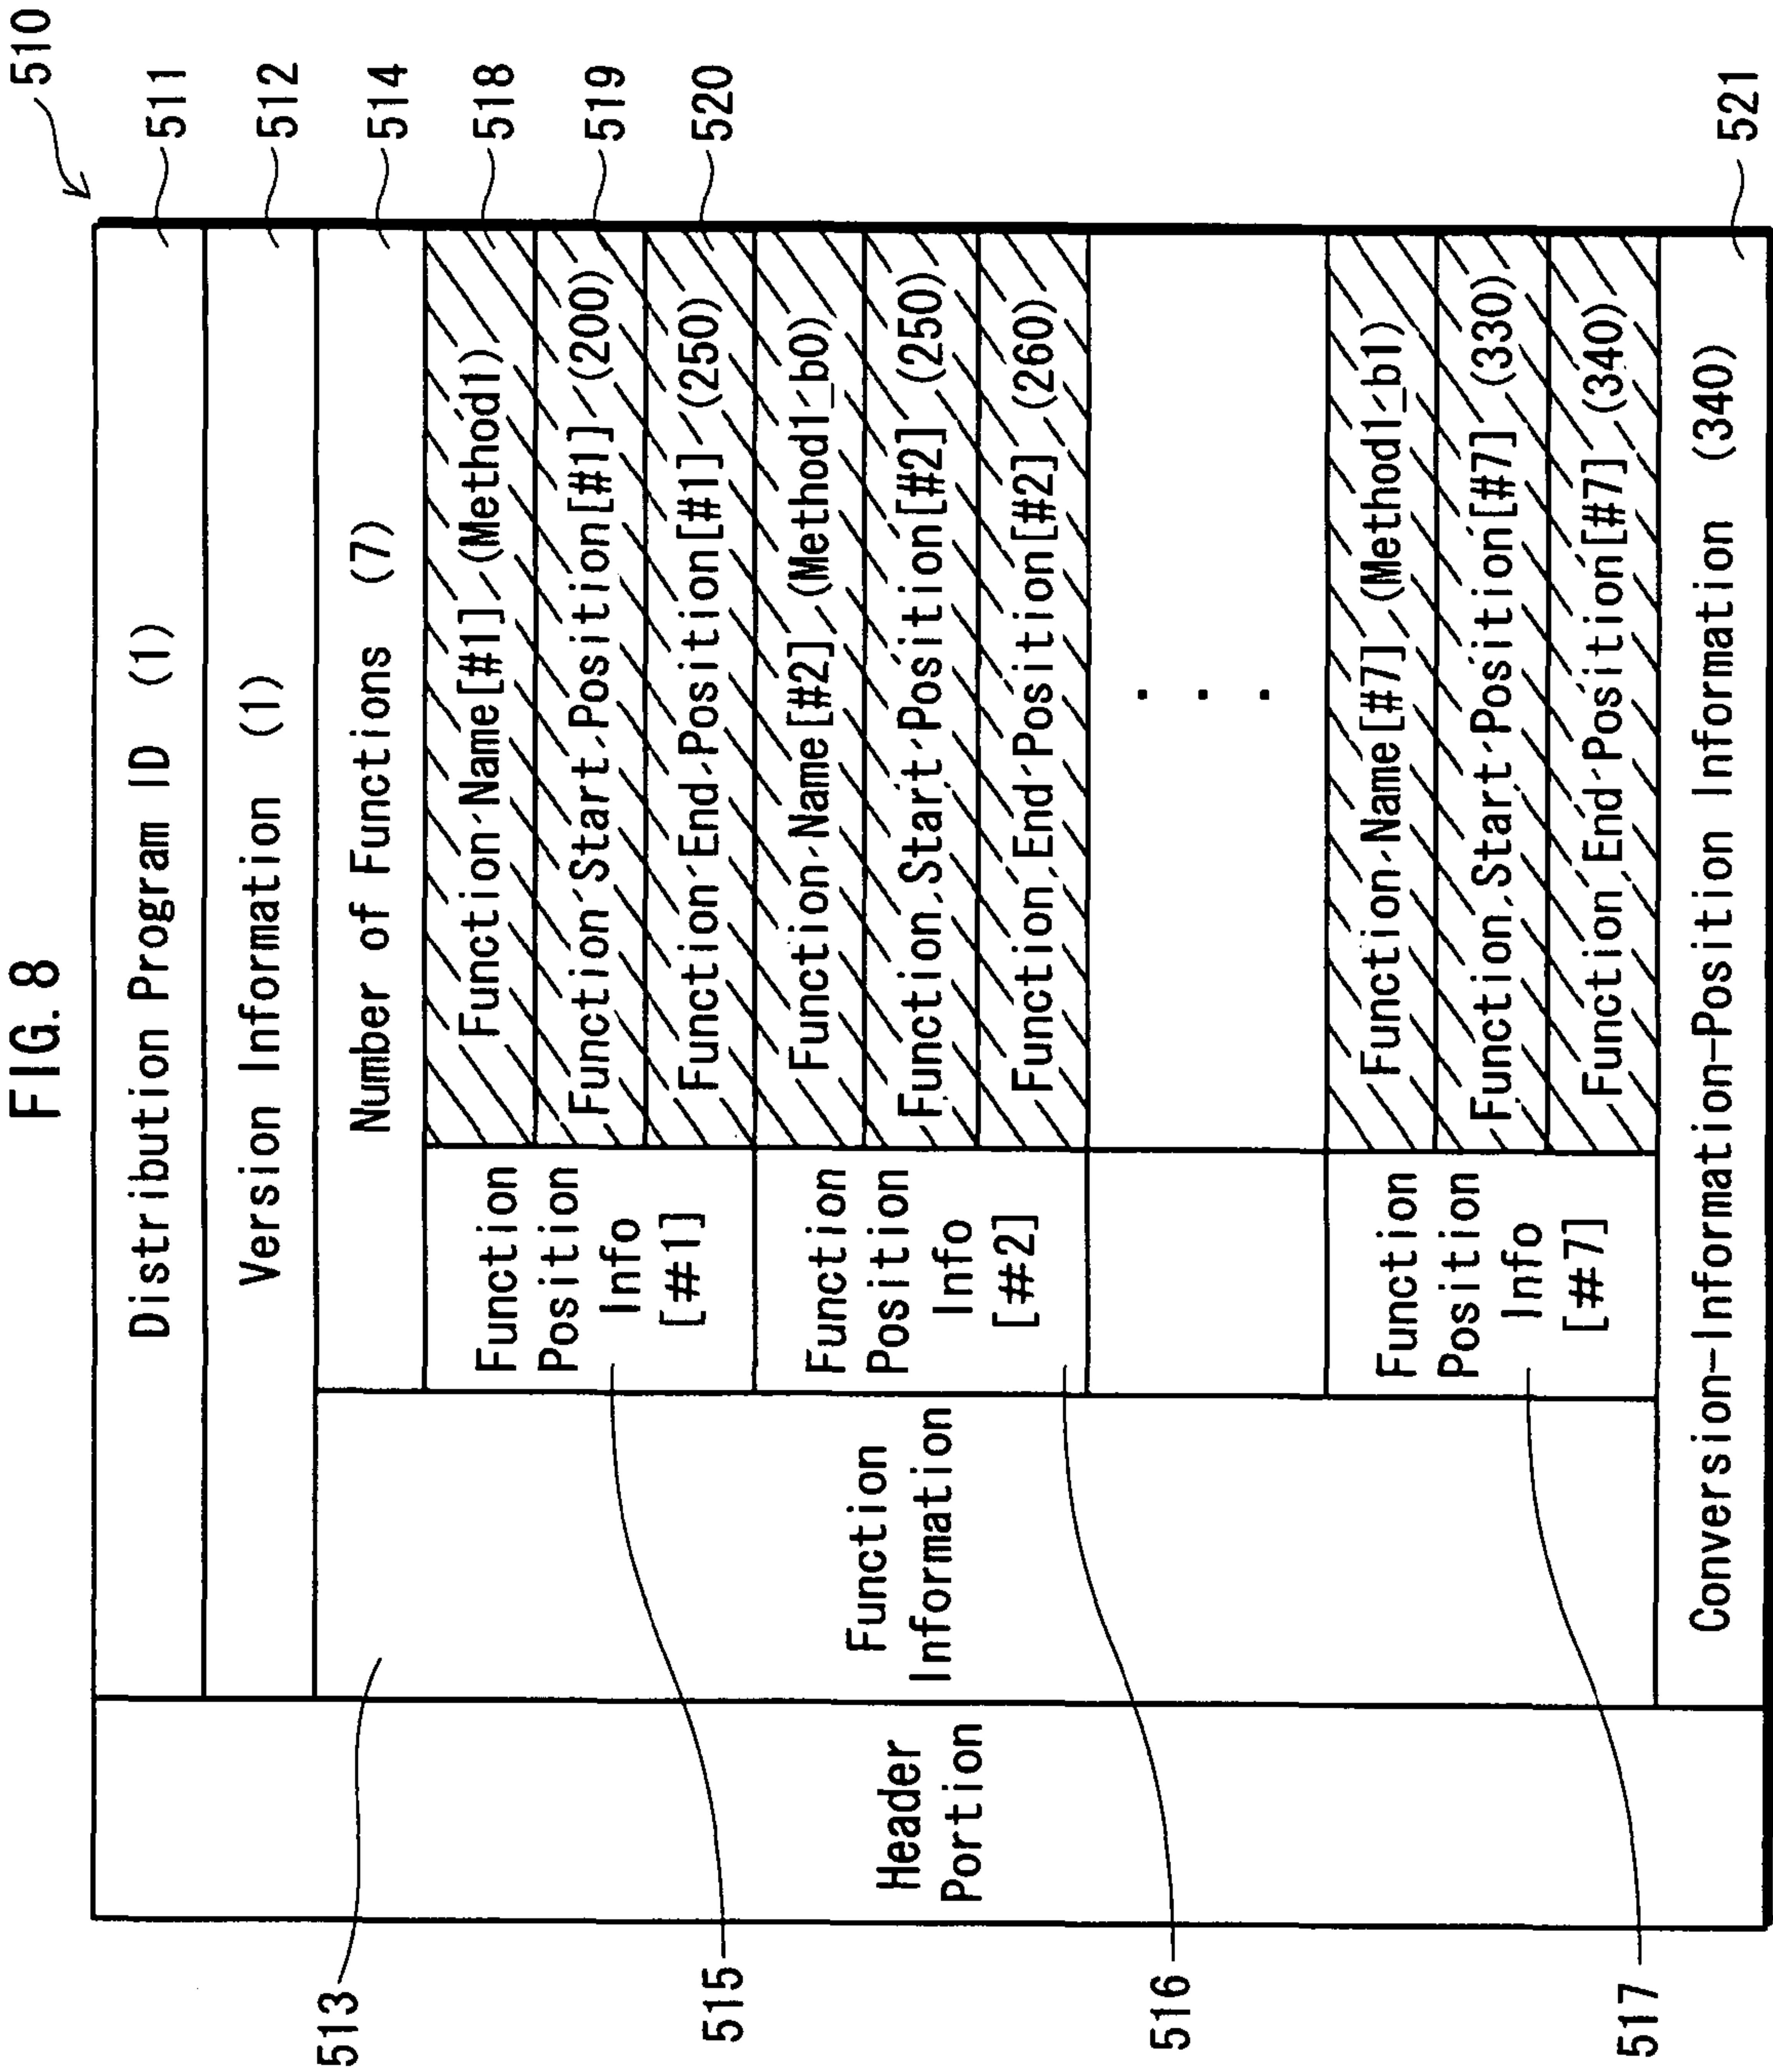 FIG. 8
510
Header
Portion
Distribution Program ID (1)
511
Version Information (1)
512
513
Function
Information
Number of Functions (7)
514
515
Function
Position
Info
[#1]
Function Name[#1] (Method1)
518
Function Start Position[#1] (200)
519
Function End Position[#1] (250)
520
516
Function
Position
Info
[#2]
Function Name[#2] (Method1_b0)
Function Start Position[#2] (250)
Function End Position[#2] (260)
. . .
517
Function
Position
Info
[#7]
Function Name[#7] (Method1_b1)
Function Start Position[#7] (330)
Function End Position[#7] (340)
Conversion-Information-Position Information (340)
521